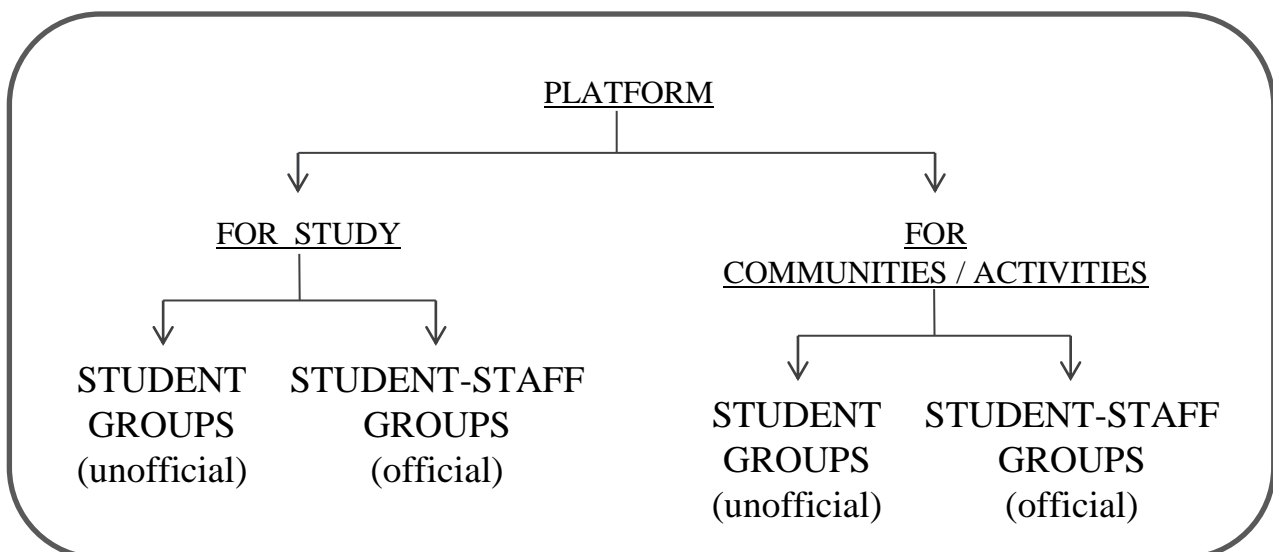 PLATFORM
FOR STUDY
FOR
COMMUNITIES / ACTIVITIES
STUDENT
GROUPS
(unofficial)
STUDENT-STAFF
GROUPS
(official)
STUDENT
GROUPS
(unofficial)
STUDENT-STAFF
GROUPS
(official)